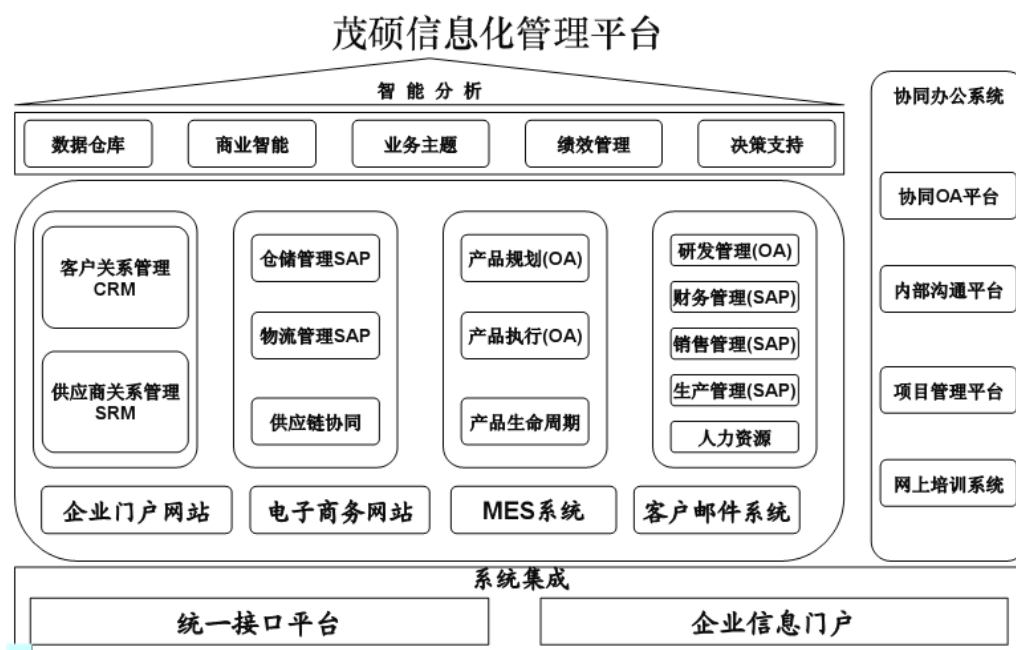 茂硕信息化管理平台
智能分析
数据仓库
商业智能
业务主题
绩效管理
决策支持
客户关系管理
CRM
供应商关系管理
SRM
仓储管理SAP
物流管理SAP
供应链协同
产品规划(OA)
产品执行(OA)
产品生命周期
研发管理(OA)
财务管理(SAP)
销售管理(SAP)
生产管理(SAP)
人力资源
企业门户网站
电子商务网站
MES系统
客户邮件系统
协同办公系统
协同OA平台
内部沟通平台
项目管理平台
网上培训系统
系统集成
统一接口平台
企业信息门户